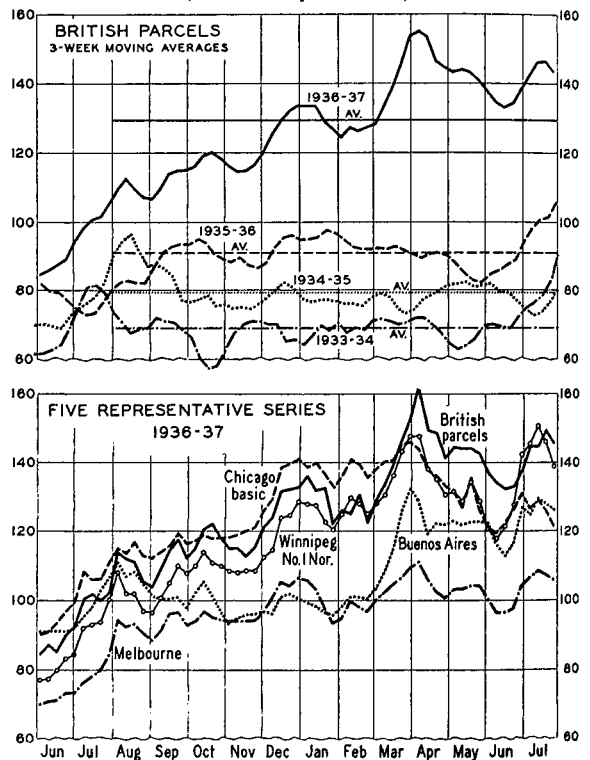 BRITISH PARCELS
3-WEEK MOVING AVERAGES
160
160
140
140
1936-37
AV.
120
120
100
100
1935-36
AV.
80
80
1934-35
AV.
1933-34
AV.
60
60
160
160
FIVE REPRESENTATIVE SERIES
1936-37
British
parcels
140
140
Chicago
basic
120
120
Winnipeg
No.1 Nor.
Buenos Aires
100
100
Melbourne
80
80
60
60
Jun Jul Aug Sep Oct Nov Dec Jan Feb Mar Apr May Jun Jul